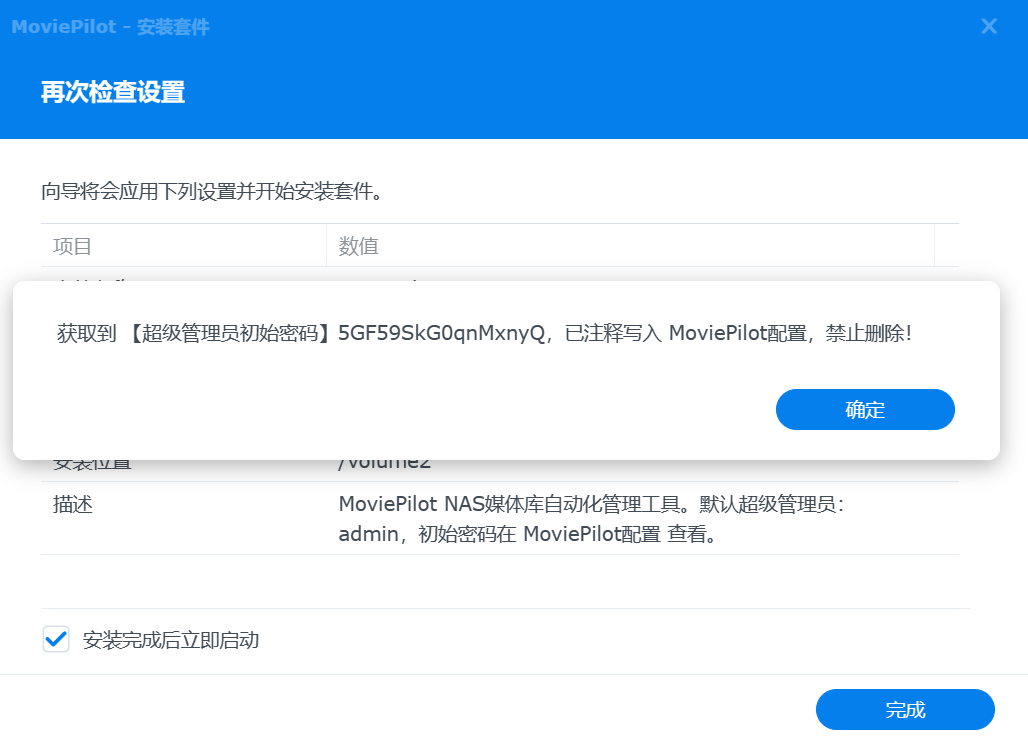 MoviePilot - 安装套件
再次检查设置
向导将会应用下列设置并开始安装套件。
项目 数值
获取到 【超级管理员初始密码】5GF59SkG0qnMxnyQ，已注释写入 MoviePilot配置，禁止删除！
确定
安装位置 /volume2
描述 MoviePilot NAS媒体库自动化管理工具。默认超级管理员：
admin，初始密码在 MoviePilot配置 查看。
安装完成后立即启动
完成